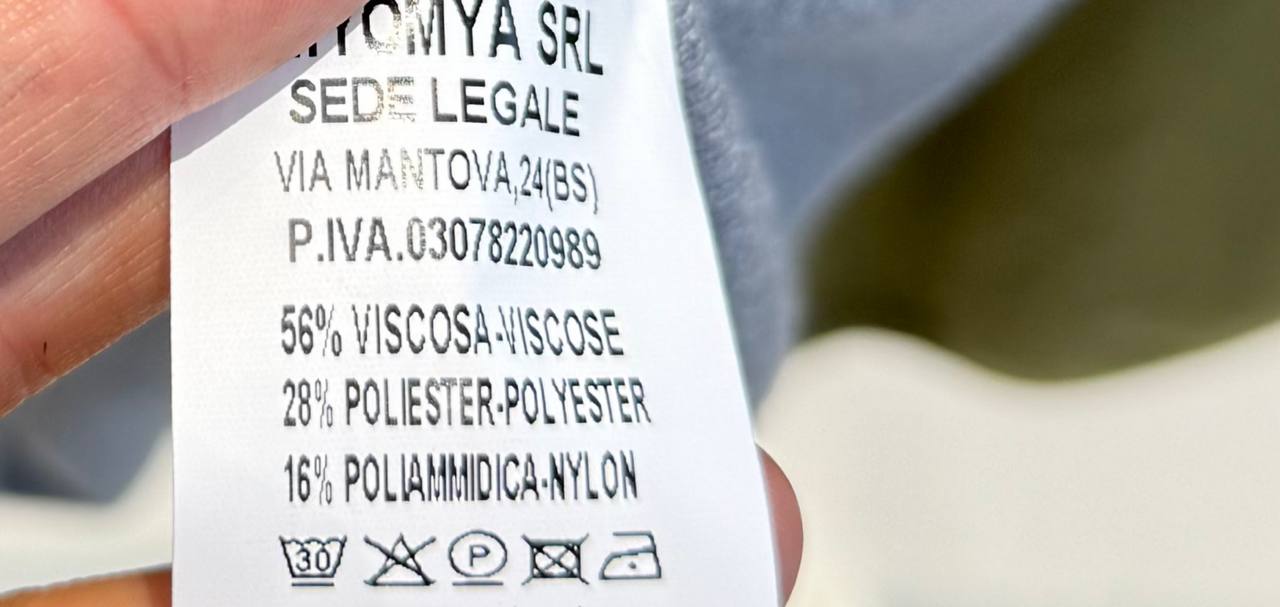 SRL
SEDE LEGALE
VIA MANTOVA,24(BS)
P.IVA.03078220989
56% VISCOSA-VISCOSE
28% POLIESTER-POLYESTER
16% POLIAMMIDICA-NYLON
30 P